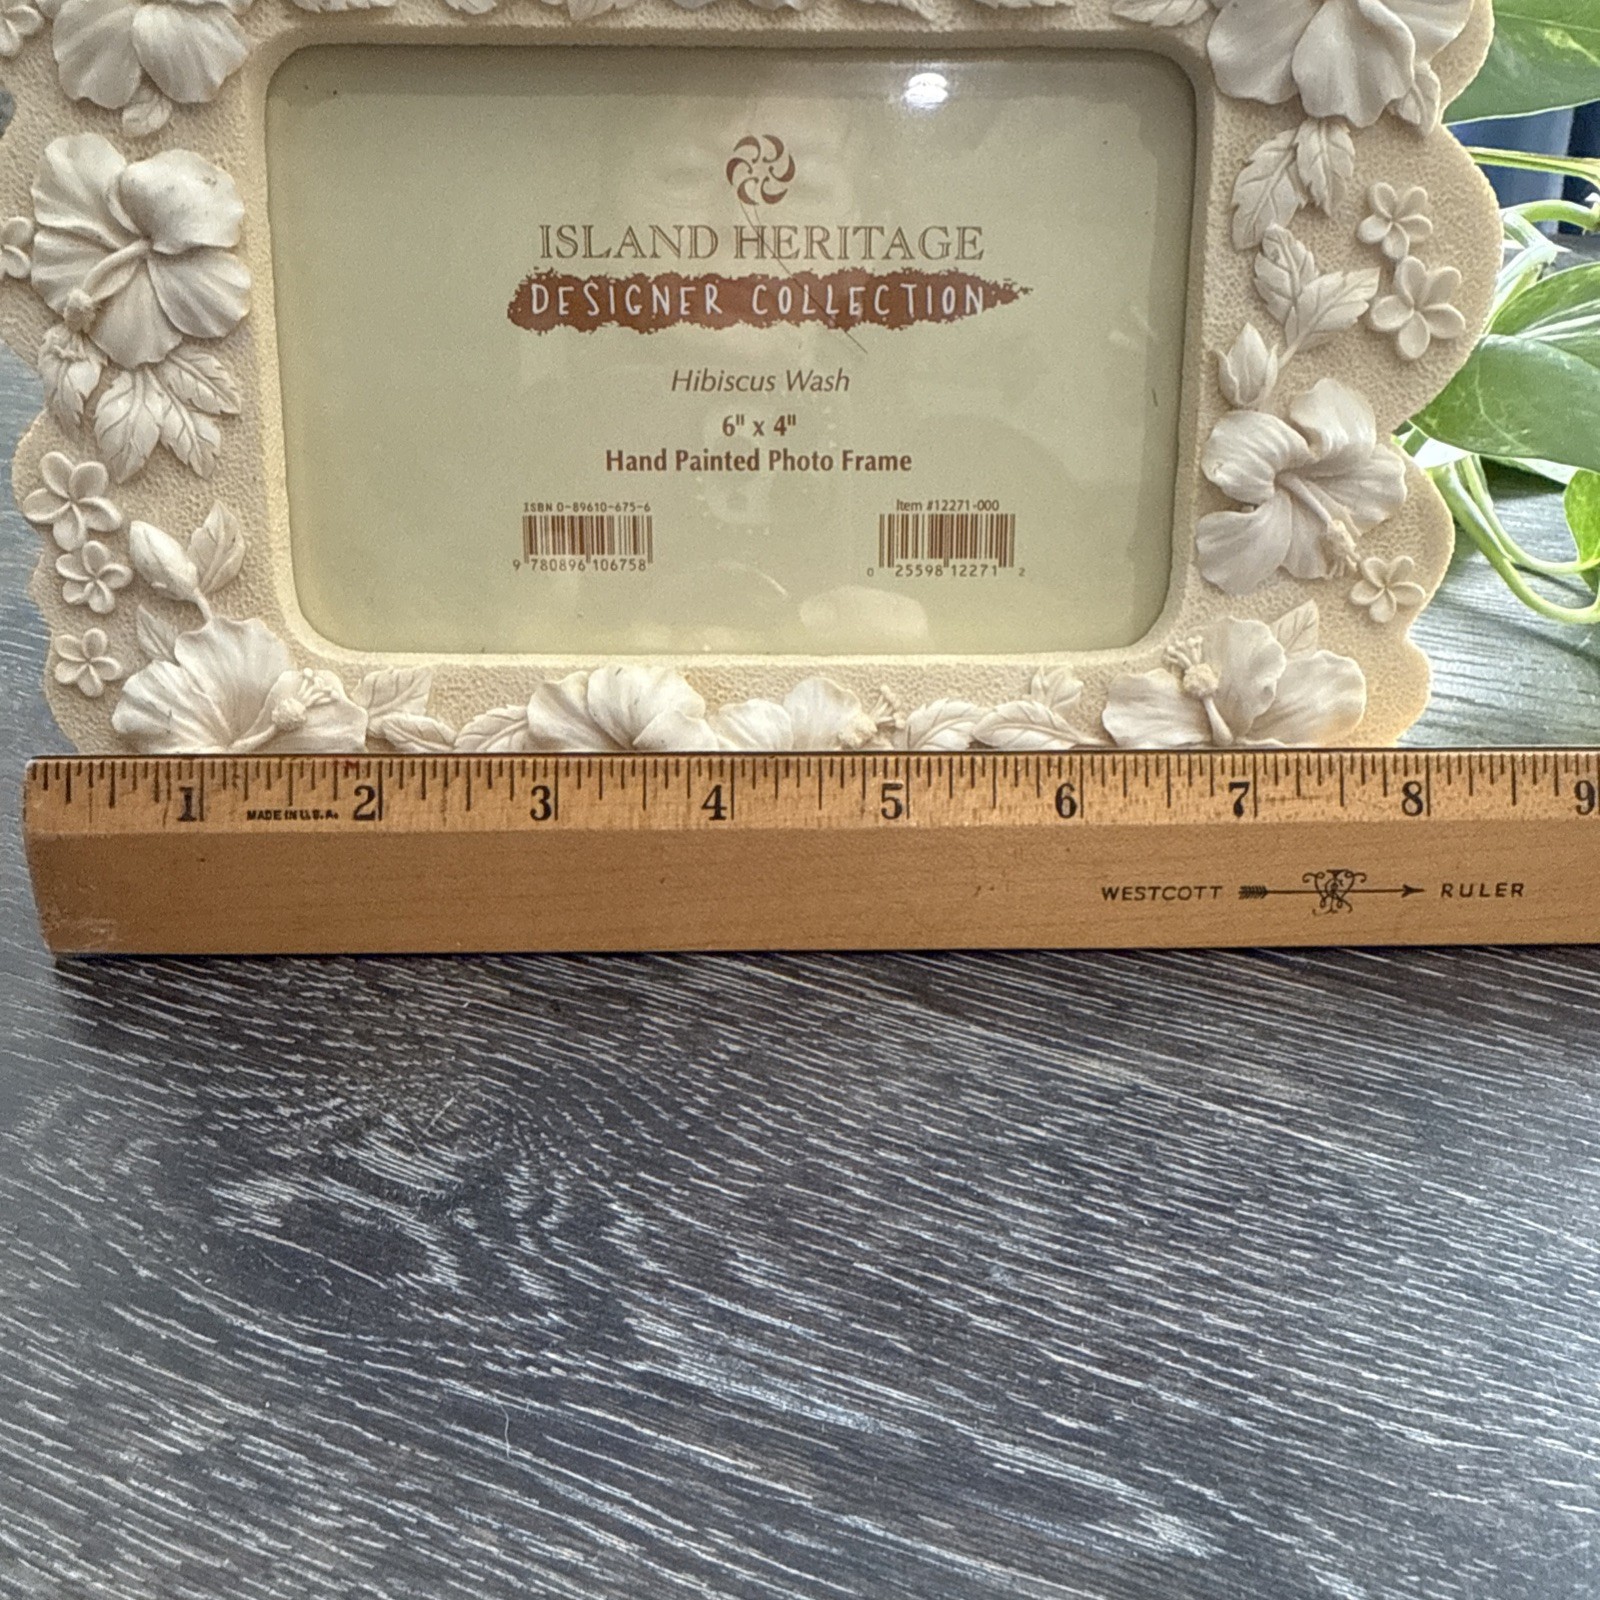 ISLAND HERITAGE
DESIGNER COLLECTION
Hibiscus Wash
6" x 4"
Hand Painted Photo Frame
ISBN 0-89610-675-6
9 780896 106758
Item #12271-000
0 25598 12271 2
1 2 3 4 5 6 7 8 9
MADE IN U.S.A.
WESTCOTT RULER